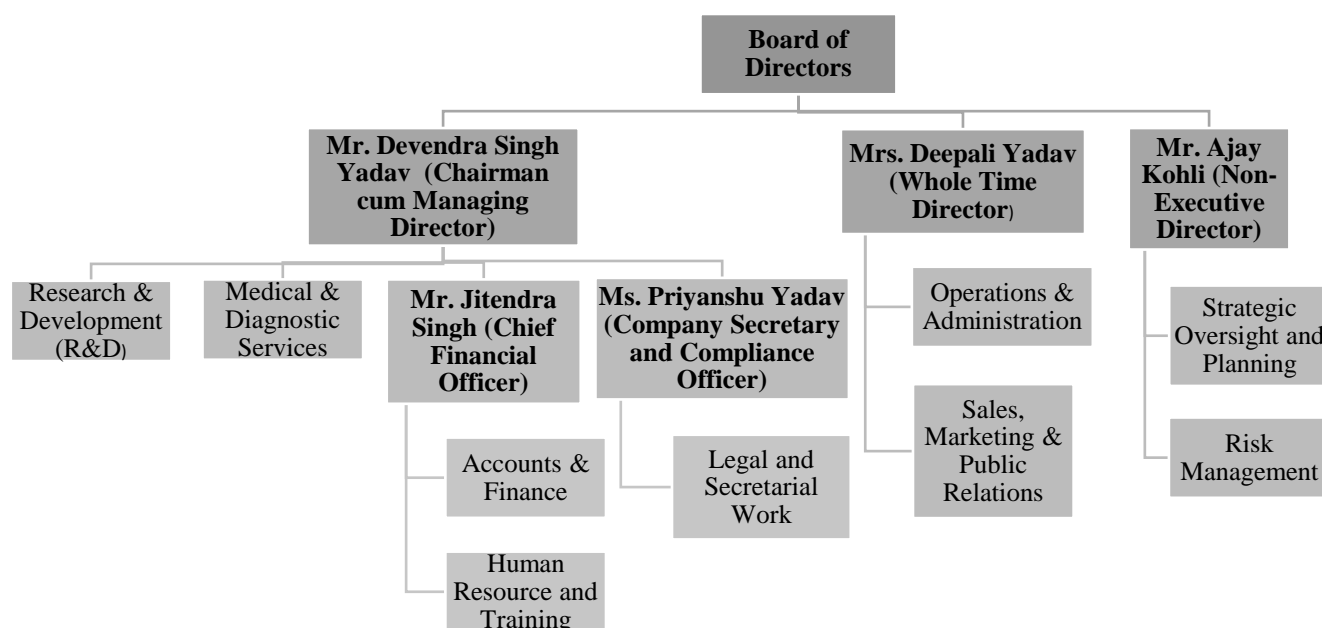 Board of
Directors
Mr. Devendra Singh
Yadav (Chairman
cum Managing
Director)
Mrs. Deepali Yadav
(Whole Time
Director)
Mr. Ajay
Kohli (Non-
Executive
Director)
Research &
Development
(R&D)
Medical &
Diagnostic
Services
Mr. Jitendra
Singh (Chief
Financial
Officer)
Ms. Priyanshu Yadav
(Company Secretary
and Compliance
Officer)
Operations &
Administration
Strategic
Oversight and
Planning
Accounts &
Finance
Legal and
Secretarial
Work
Sales,
Marketing &
Public
Relations
Risk
Management
Human
Resource and
Training